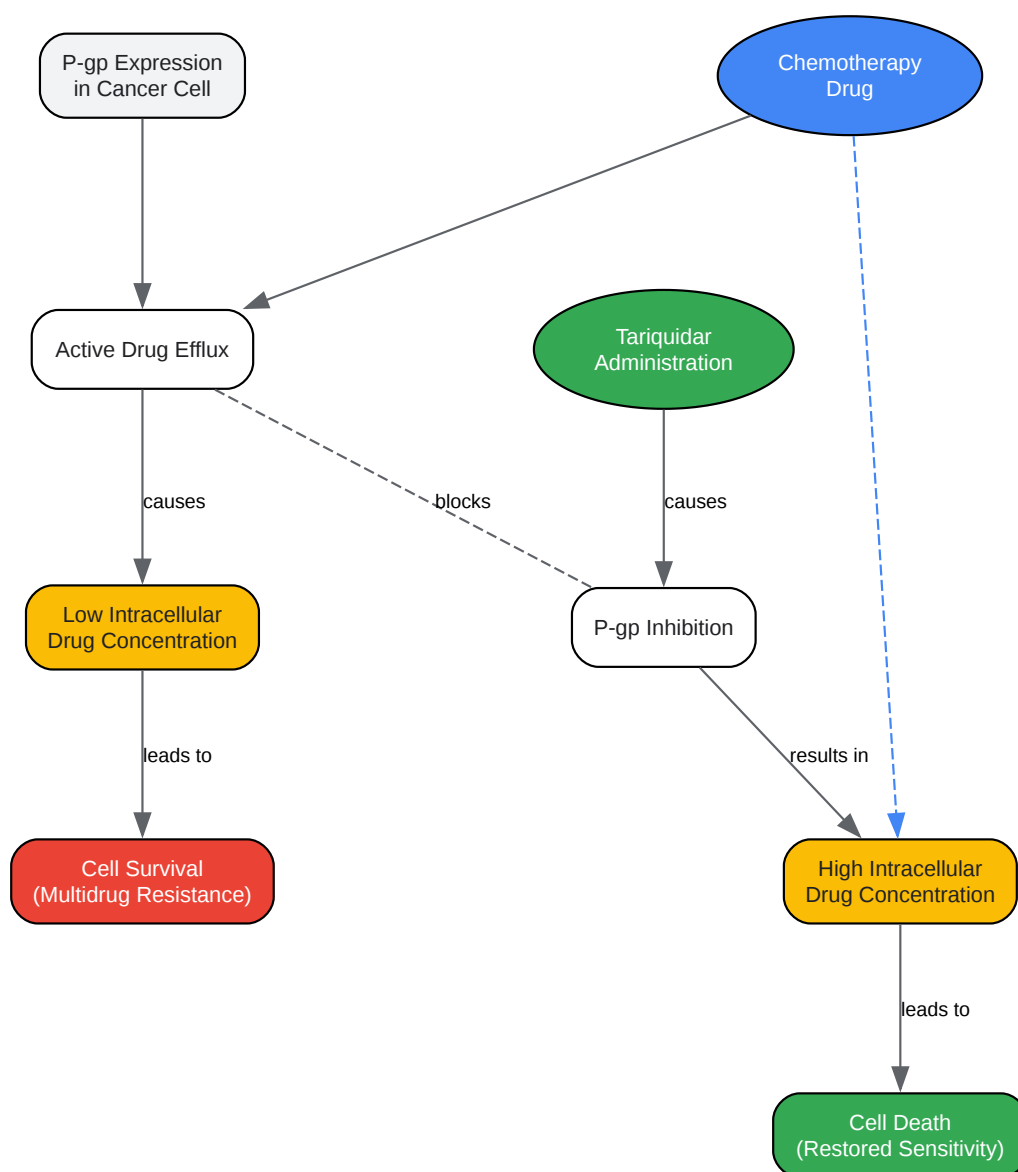 P-gp Expression
in Cancer Cell
Chemotherapy
Drug
Active Drug Efflux
Tariquidar
Administration
causes
blocks
causes
Low Intracellular
Drug Concentration
P-gp Inhibition
leads to
results in
Cell Survival
(Multidrug Resistance)
High Intracellular
Drug Concentration
leads to
Cell Death
(Restored Sensitivity)